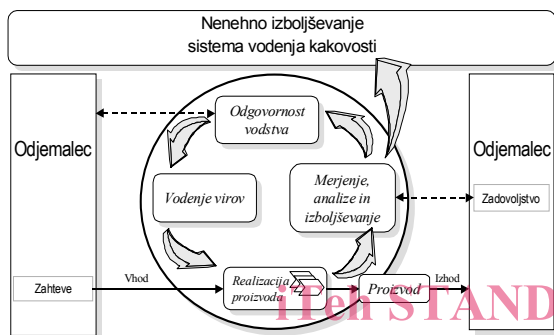 Nenehno izboljševanje
sistema vodenja kakovosti
Odjemalec
Odgovornost
vodstva
Odjemalec
Vodenje virov
Merjenje,
analize in
izboljševanje
Zadovoljstvo
Zahteve
Vhod
Realizacija
proizvoda
Proizvod
Izhod
iTeh STAND